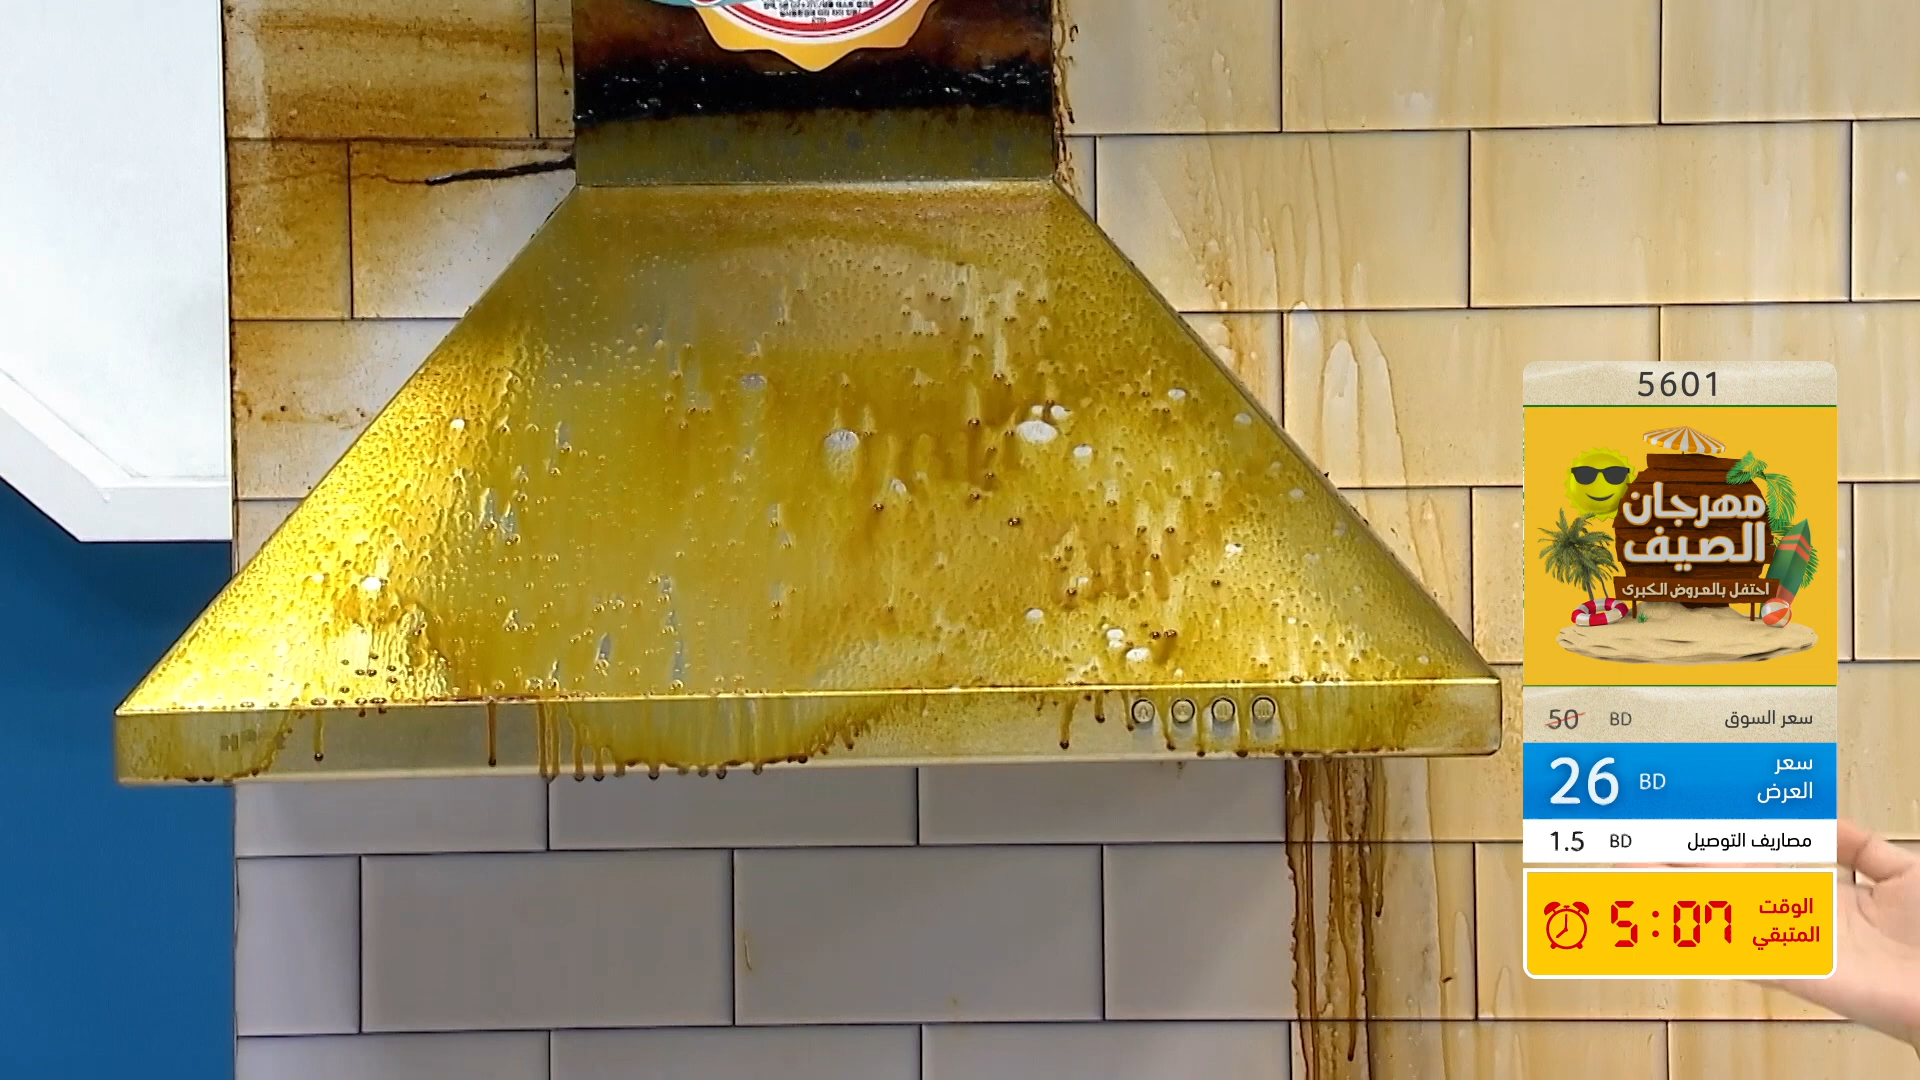 5601
مهرجان
الصيف
احتفل بالعروض الكبرى
سعر السوق BD 50
سعر
العرض
BD 26
مصاريف التوصيل BD 1.5
الوقت
المتبقي
5:07